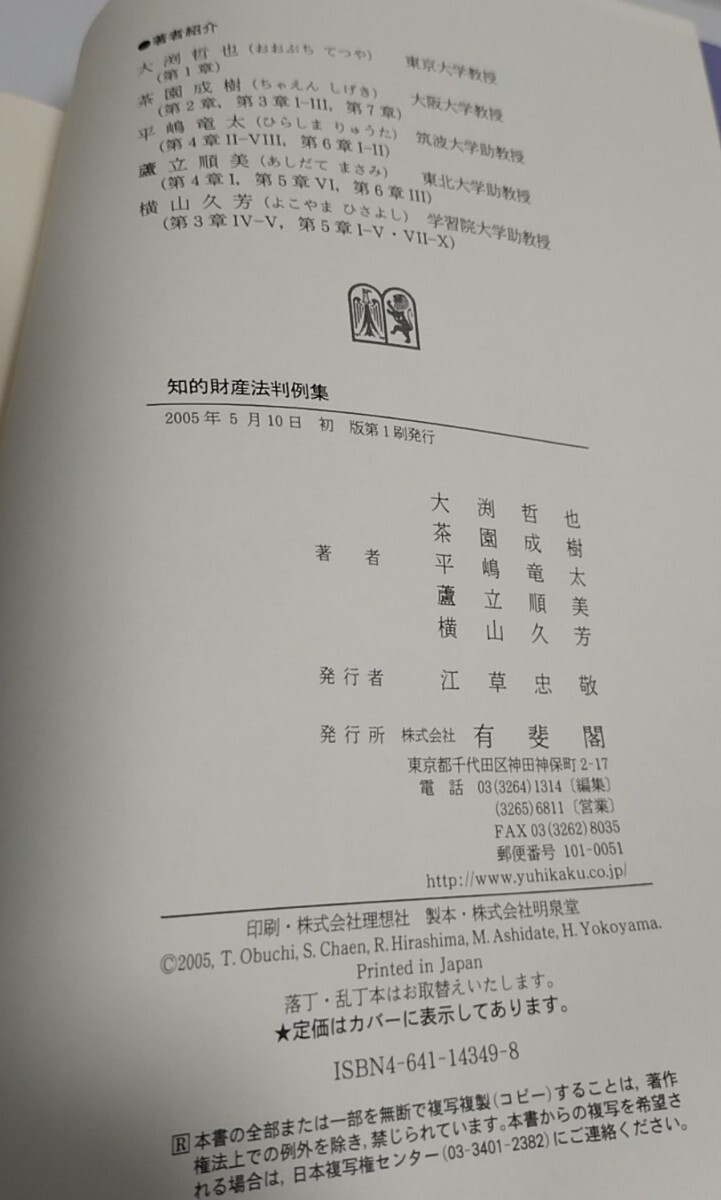 ●著者紹介
大渕哲也(おおぶち てつや) 東京大学教授
(第1章)
茶園成樹(ちゃえん しげき) 大阪大学教授
(第2章，第3章I-III，第7章)
平嶋竜太(ひらしま りゅうた) 筑波大学助教授
(第4章II-VIII，第6章I-II)
蘆立順美(あしだて まさみ) 東北大学助教授
(第4章I，第5章VI，第6章III)
横山久芳(よこやま ひさよし) 学習院大学助教授
(第3章IV-V，第5章I-V・VII-X)
知的財産法判例集
2005年5月10日 初 版第1刷発行
大渕哲也
茶園成樹
著者 平嶋竜太
蘆立順美
横山久芳
発行者 江草忠敬
発行所 株式会社 有斐閣
東京都千代田区神田神保町2-17
電話 03(3264)1314〔編集〕
(3265)6811〔営業〕
FAX 03(3262)8035
郵便番号 101-0051
http://www.yuhikaku.co.jp/
印刷・株式会社理想社 製本・株式会社明泉堂
©2005, T. Obuchi, S. Chaen, R. Hirashima, M. Ashidate, H. Yokoyama.
Printed in Japan
落丁・乱丁本はお取替えいたします。
★定価はカバーに表示してあります。
ISBN4-641-14349-8
R 本書の全部または一部を無断で複写複製(コピー)することは，著作
権法上での例外を除き，禁じられています。本書からの複写を希望さ
れる場合は，日本複写権センター(03-3401-2382)にご連絡ください。